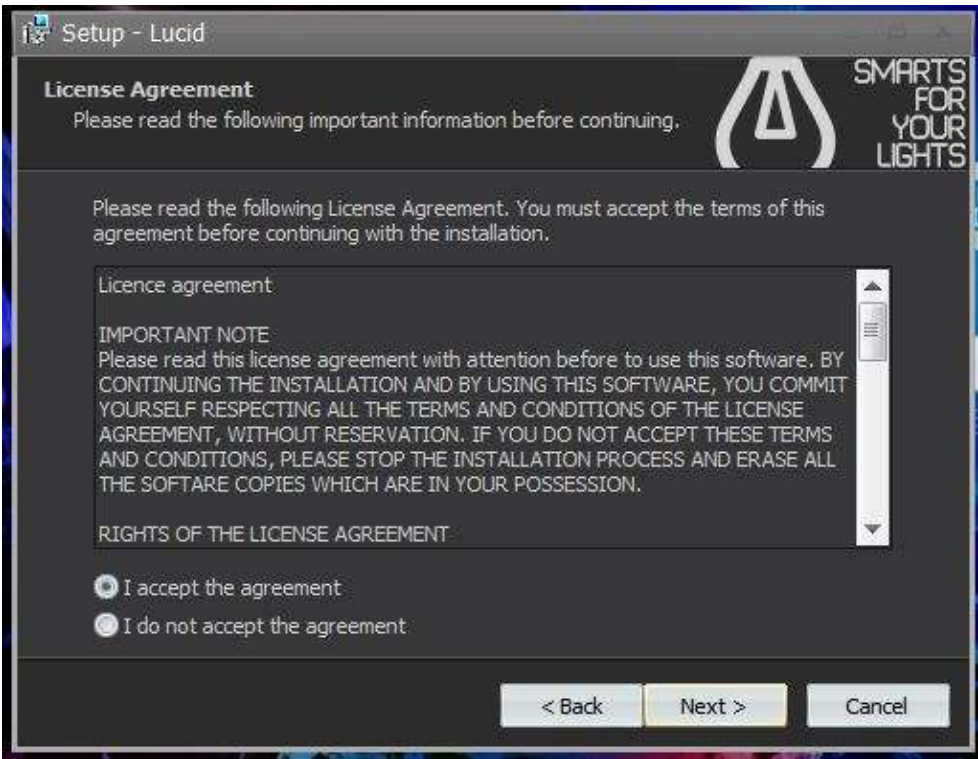 Setup - Lucid
License Agreement
Please read the following important information before continuing.
SMARTS
FOR
YOUR
LIGHTS
Please read the following License Agreement. You must accept the terms of this
agreement before continuing with the installation.
Licence agreement
IMPORTANT NOTE
Please read this license agreement with attention before to use this software. BY
CONTINUING THE INSTALLATION AND BY USING THIS SOFTWARE, YOU COMMIT
YOURSELF RESPECTING ALL THE TERMS AND CONDITIONS OF THE LICENSE
AGREEMENT, WITHOUT RESERVATION. IF YOU DO NOT ACCEPT THESE TERMS
AND CONDITIONS, PLEASE STOP THE INSTALLATION PROCESS AND ERASE ALL
THE SOFTARE COPIES WHICH ARE IN YOUR POSSESSION.
RIGHTS OF THE LICENSE AGREEMENT
I accept the agreement
I do not accept the agreement
< Back
Next >
Cancel